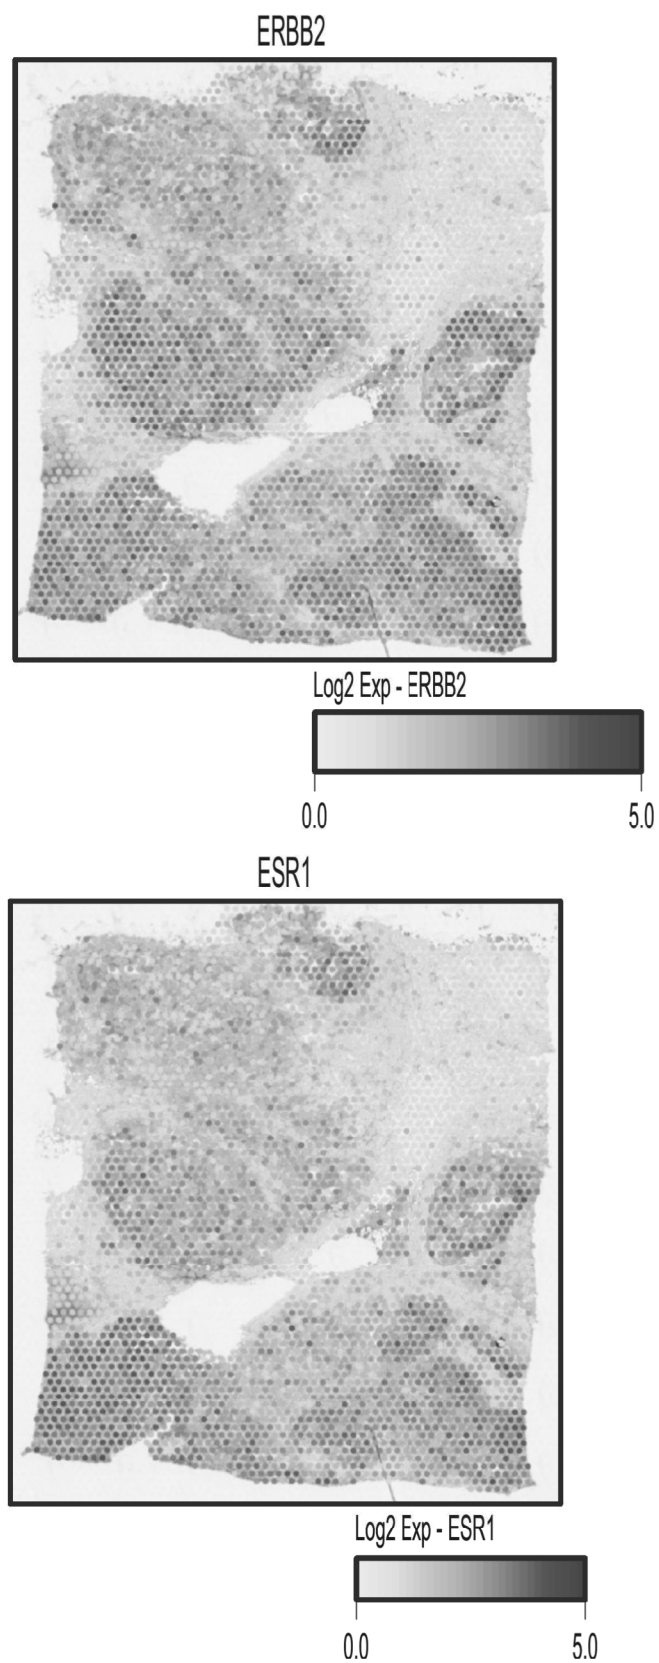 ERBB2
Log2 Exp - ERBB2
0.0 5.0
ESR1
Log2 Exp - ESR1
0.0 5.0